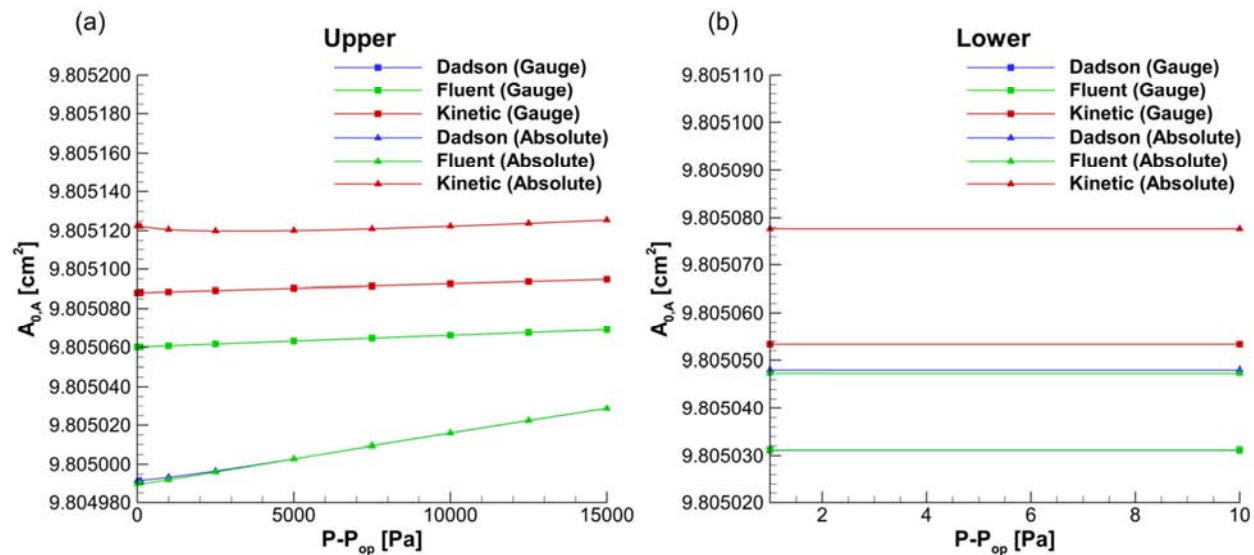 (a)
Upper
Dadson (Gauge)
Fluent (Gauge)
Kinetic (Gauge)
Dadson (Absolute)
Fluent (Absolute)
Kinetic (Absolute)
9.805200
9.805180
9.805160
9.805140
9.805120
9.805100
9.805080
9.805060
9.805040
9.805020
9.805000
9.804980
A0,A [cm²]
0
5000
10000
15000
P-Pop [Pa]
(b)
Lower
Dadson (Gauge)
Fluent (Gauge)
Kinetic (Gauge)
Dadson (Absolute)
Fluent (Absolute)
Kinetic (Absolute)
9.805110
9.805100
9.805090
9.805080
9.805070
9.805060
9.805050
9.805040
9.805030
9.805020
A0,A [cm²]
2
4
6
8
10
P-Pop [Pa]